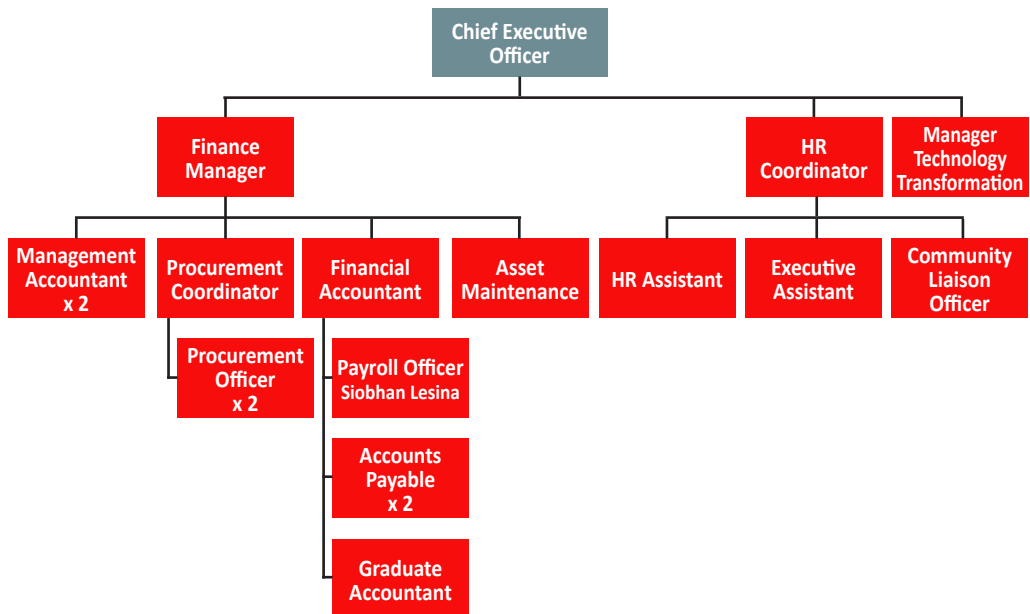 Chief Executive
Officer
Finance
Manager
HR
Coordinator
Manager
Technology
Transformation
Management
Accountant
x 2
Procurement
Coordinator
Financial
Accountant
Asset
Maintenance
HR Assistant
Executive
Assistant
Community
Liaison
Officer
Procurement
Officer
x 2
Payroll Officer
Siobhan Lesina
Accounts
Payable
x 2
Graduate
Accountant